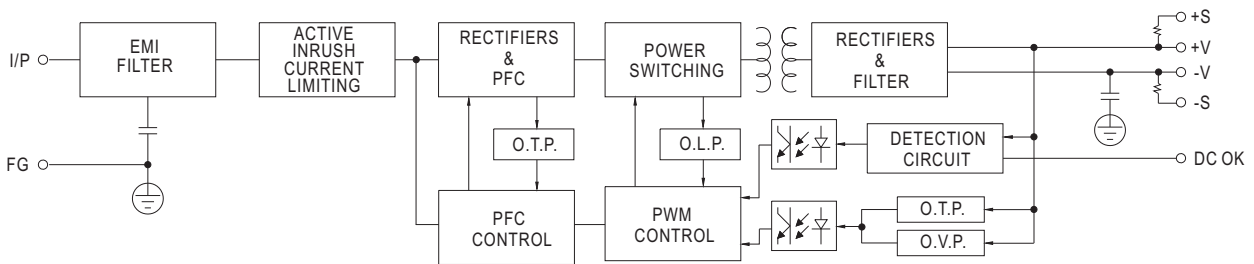 I/P
EMI
FILTER
ACTIVE
INRUSH
CURRENT
LIMITING
RECTIFIERS
&
PFC
POWER
SWITCHING
RECTIFIERS
&
FILTER
+S
+V
-V
-S
O.T.P.
O.L.P.
DETECTION
CIRCUIT
DC OK
FG
PFC
CONTROL
PWM
CONTROL
O.T.P.
O.V.P.